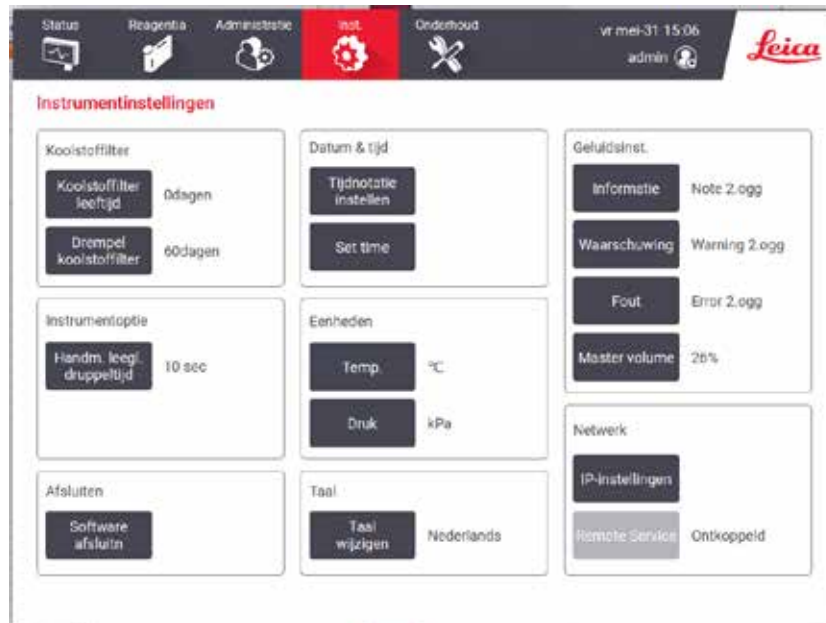 Status Reagentia Administratie Inst. Onderhoud
vr mei-31 15:06
admin
Leica
Instrumentinstellingen
Koolstoffilter
Koolstoffilter
leeftijd
0dagen
Drempel
koolstoffilter
60dagen
Datum & tijd
Tijdnotatie
instellen
Set time
Geluidsinst.
Informatie
Note 2.ogg
Waarschuwing
Warning 2.ogg
Fout
Error 2.ogg
Master volume
26%
Instrumentoptie
Handm. leegl.
druppeltijd
10 sec
Eenheden
Temp.
°C
Druk
kPa
Netwerk
IP-instellingen
Remote Service
Ontkoppeld
Afsluiten
Software
afsluitn
Taal
Taal
wijzigen
Nederlands